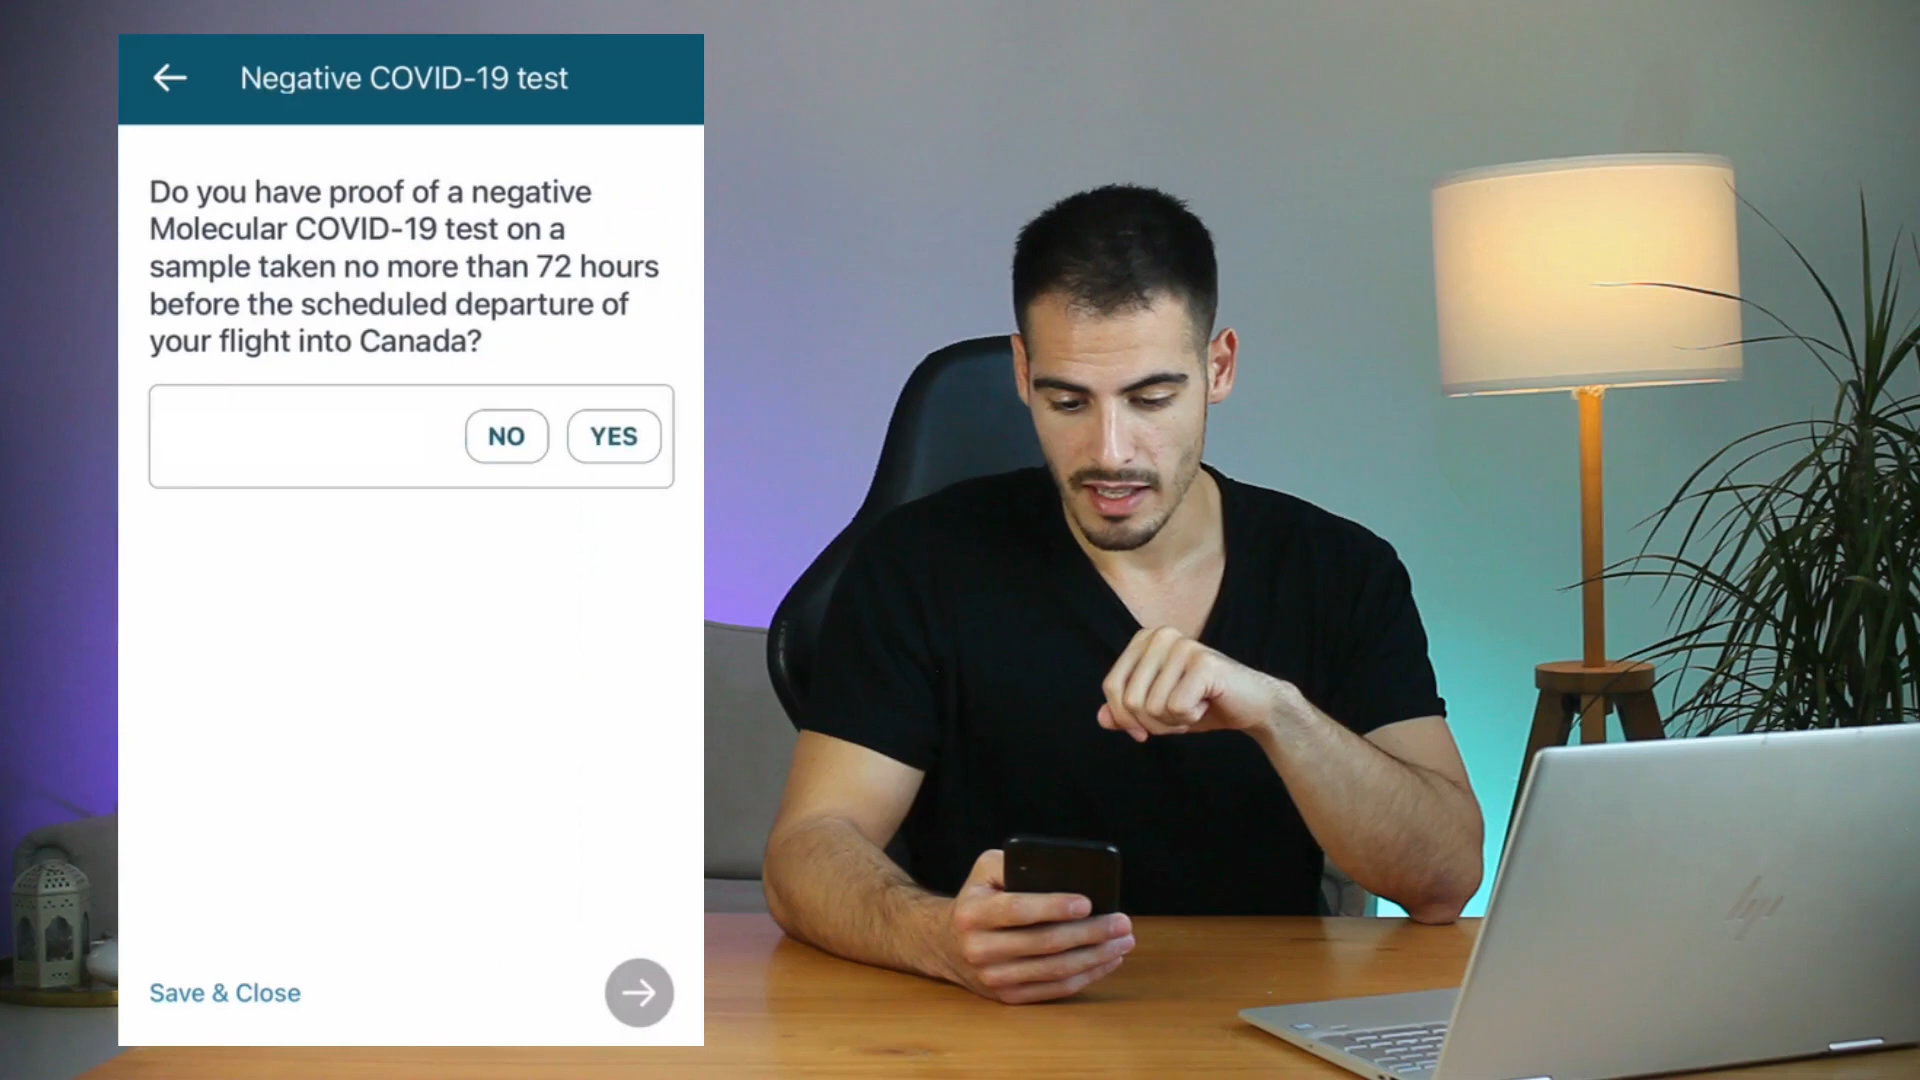 Negative COVID-19 test
Do you have proof of a negative
Molecular COVID-19 test on a
sample taken no more than 72 hours
before the scheduled departure of
your flight into Canada?
NO YES
Save & Close
hp